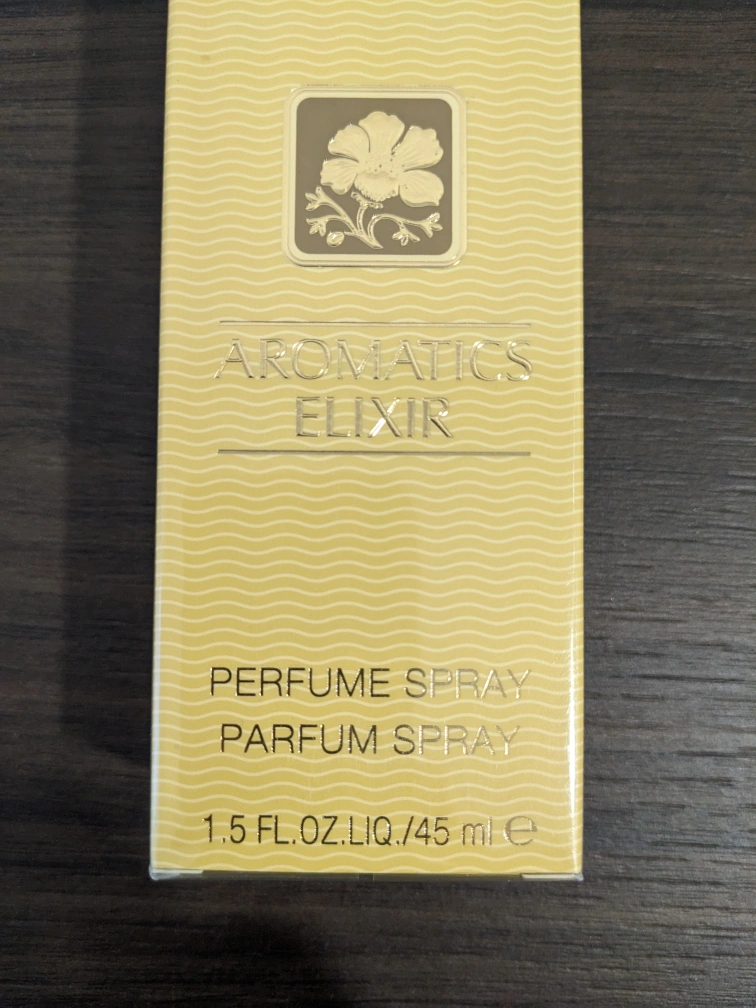 AROMATICS
ELIXIR
PERFUME SPRAY
PARFUM SPRAY
1.5 FL.OZ.LIQ./45 ml ℮